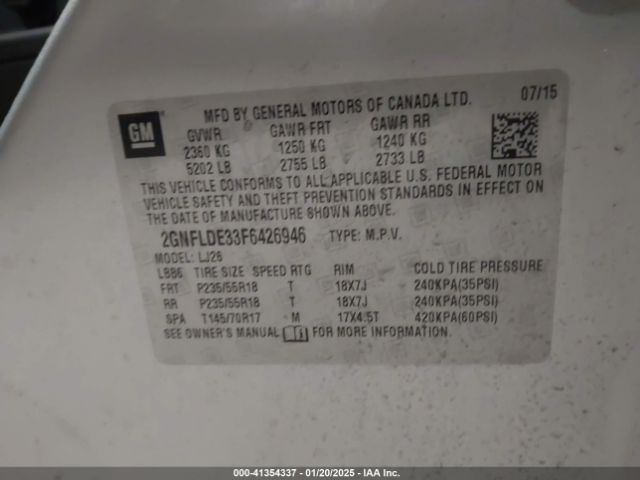 GM
MFD BY GENERAL MOTORS OF CANADA LTD. 07/15
GVWR GAWR FRT GAWR RR
2360 KG 1250 KG 1240 KG
5202 LB 2755 LB 2733 LB
THIS VEHICLE CONFORMS TO ALL APPLICABLE U.S. FEDERAL MOTOR
VEHICLE SAFETY AND THEFT PREVENTION STANDARDS IN EFFECT ON
THE DATE OF MANUFACTURE SHOWN ABOVE.
2GNFLDE33F6426946 TYPE: M.P.V.
MODEL: LJ26
L886 TIRE SIZE SPEED RTG RIM COLD TIRE PRESSURE
FRT P235/55R18 T 18X7J 240KPA(35PSI)
RR P235/55R18 T 18X7J 240KPA(35PSI)
SPA T145/70R17 M 17X4.5T 420KPA(60PSI)
SEE OWNER'S MANUAL FOR MORE INFORMATION.
000-41354337 - 01/20/2025 - IAA Inc.